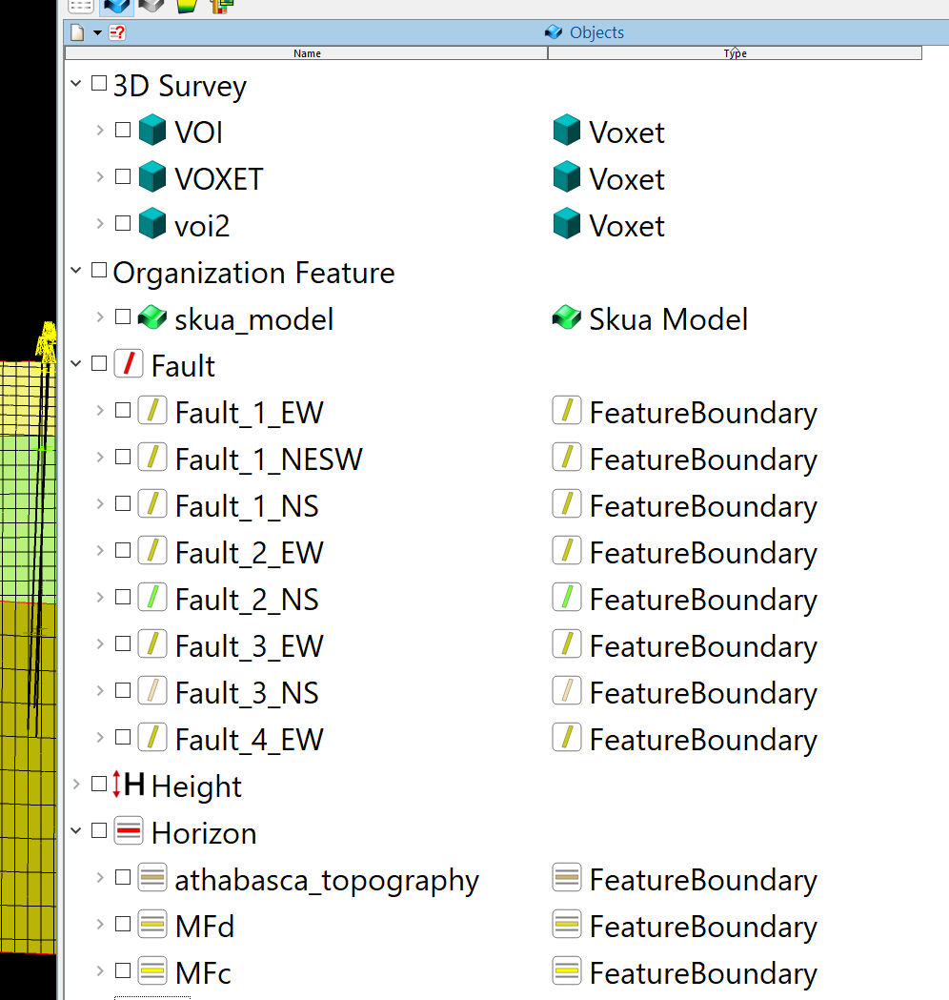 Objects
Name Type
3D Survey
VOI Voxet
VOXET Voxet
voi2 Voxet
Organization Feature
skua_model Skua Model
Fault
Fault_1_EW FeatureBoundary
Fault_1_NESW FeatureBoundary
Fault_1_NS FeatureBoundary
Fault_2_EW FeatureBoundary
Fault_2_NS FeatureBoundary
Fault_3_EW FeatureBoundary
Fault_3_NS FeatureBoundary
Fault_4_EW FeatureBoundary
H Height
Horizon
athabasca_topography FeatureBoundary
MFd FeatureBoundary
MFc FeatureBoundary